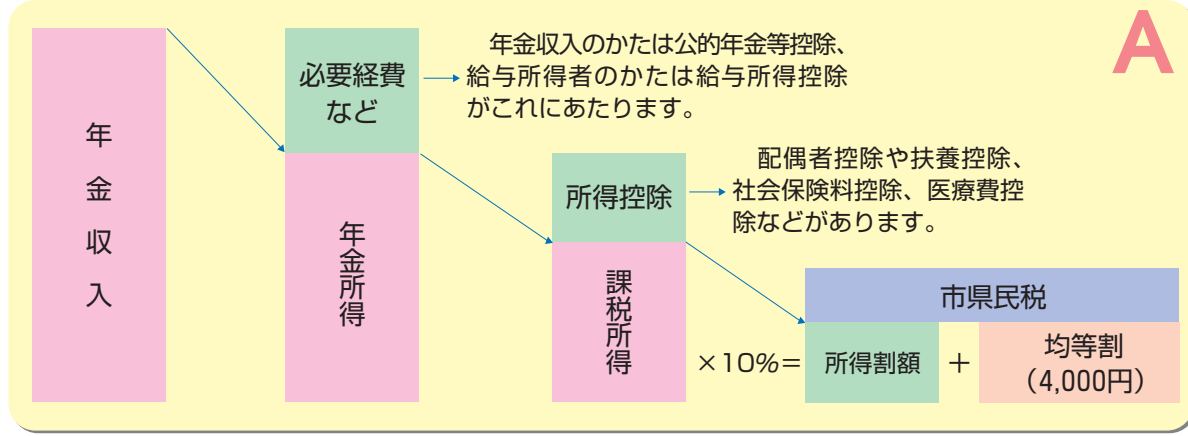 A
年金収入
必要経費
など
年金収入のかたは公的年金等控除、
給与所得者のかたは給与所得控除
がこれにあたります。
年金所得
所得控除
配偶者控除や扶養控除、
社会保険料控除、医療費控
除などがあります。
課税所得
×10%=
市県民税
所得割額
+
均等割
(4,000円)